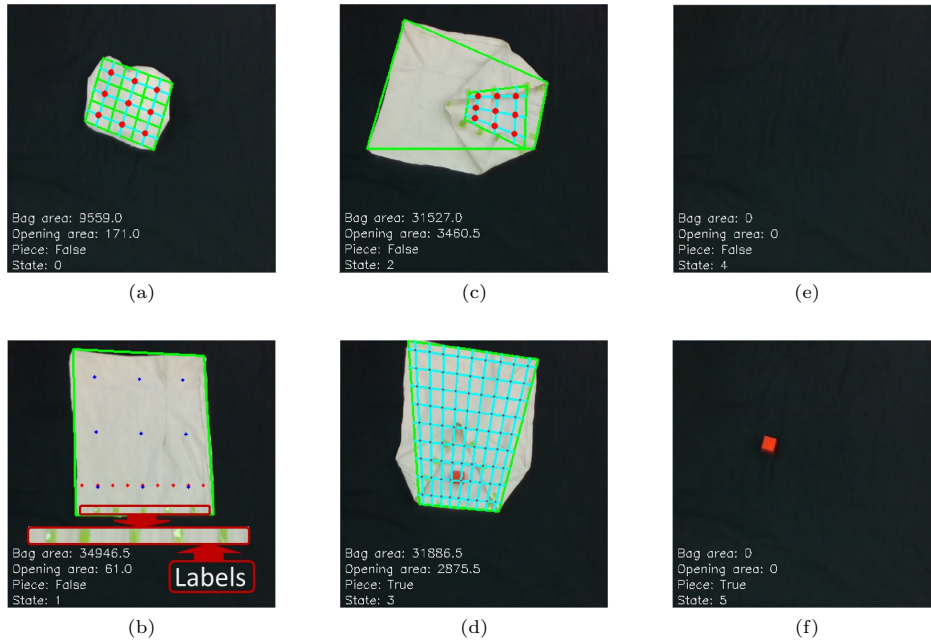 Bag area: 9559.0
Opening area: 171.0
Piece: False
State: 0
(a)
Bag area: 31527.0
Opening area: 3460.5
Piece: False
State: 2
(c)
Bag area: 0
Opening area: 0
Piece: False
State: 4
(e)
Bag area: 34946.5
Opening area: 61.0
Piece: False
State: 1
Labels
(b)
Bag area: 31886.5
Opening area: 2875.5
Piece: True
State: 3
(d)
Bag area: 0
Opening area: 0
Piece: True
State: 5
(f)